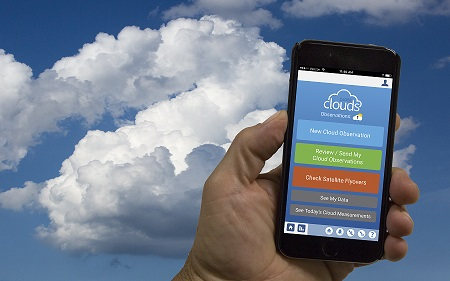 clouds
Observations
New Cloud Observation
Review / Send My
Cloud Observations
Check Satellite Flyovers
See My Data
See Today's Cloud Measurements